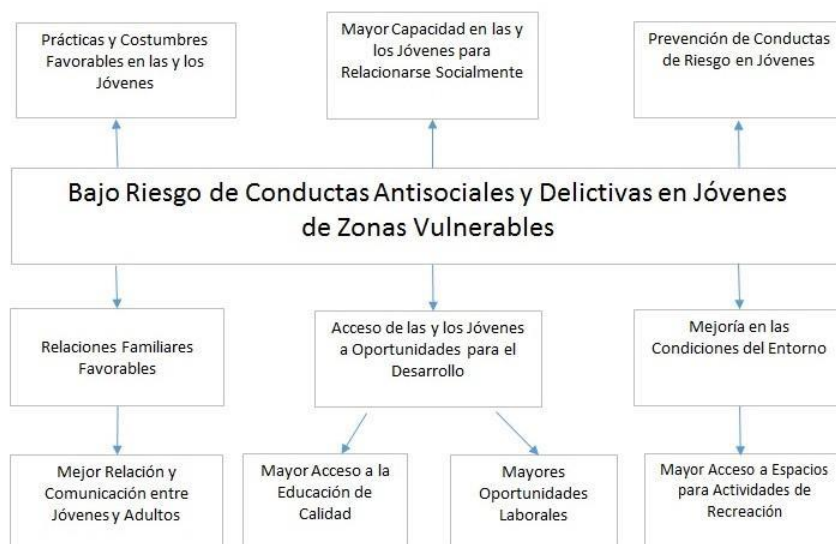 Prácticas y Costumbres
Favorables en las y los
Jóvenes
Mayor Capacidad en las y
los Jóvenes para
Relacionarse Socialmente
Prevención de Conductas
de Riesgo en Jóvenes
Bajo Riesgo de Conductas Antisociales y Delictivas en Jóvenes
de Zonas Vulnerables
Relaciones Familiares
Favorables
Acceso de las y los Jóvenes
a Oportunidades para el
Desarrollo
Mejoría en las
Condiciones del Entorno
Mejor Relación y
Comunicación entre
Jóvenes y Adultos
Mayor Acceso a la
Educación de
Calidad
Mayores
Oportunidades
Laborales
Mayor Acceso a Espacios
para Actividades de
Recreación